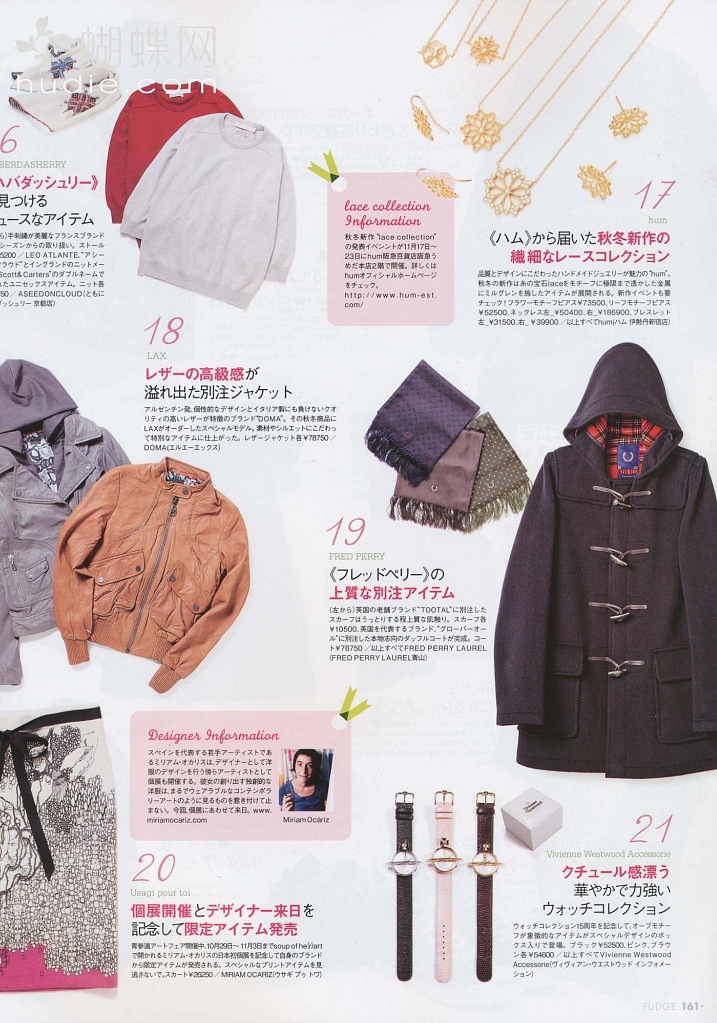 蝴蝶网
hudie.com
6
BERDASHERY
ハバダッシュリー》
見つける
ュースなアイテム
ら)手刺繍が美麗なフランスブランド
シーズンからの取り扱い。ストール
5200／LEO ATLANTE.“アシー
ラウド”とイングランドのニットメー
Scott&Carters”のダブルネームで
たユニセックスアイテム。ニット各
750／ASEEDONCLOUD(ともに
ダッシュリー 京都店)
lace collection
Information
秋冬新作“lace collection”
の発表イベントが11月17日〜
23日にhum阪急百貨店阪急う
めだ本店2階で開催。詳しくは
humオフィシャルホームページ
をチェック。
http://www.hum-est.
com/
17
hum
《ハム》から届いた秋冬新作の
繊細なレースコレクション
品質とデザインにこだわったハンドメイドジュエリーが魅力の“hum”。
秋冬の新作は糸の宝石laceをモチーフに極限まで透かした金属
にミルグレンを施したアイテムが展開される。新作イベントも要
チェック!フラワーモチーフピアス¥73500、リーフモチーフピアス
¥52500、ネックレス左_¥50400、右_¥186900、ブレスレット
左_¥31500、右_¥39900／以上すべてhum(ハム 伊勢丹新宿店)
18
LAX
レザーの高級感が
溢れ出た別注ジャケット
アルゼンチン発、個性的なデザインとイタリア製にも負けないクオ
リティの高いレザーが特徴のブランド“DOMA”。その秋冬商品に
LAXがオーダーしたスペシャルモデル。素材やシルエットにこだわっ
て特別なアイテムに仕上がった。レザージャケット各¥78750／
DOMA(エルエーエックス)
19
FRED PERRY
《フレッドペリー》の
上質な別注アイテム
(左から)英国の老舗ブランド“TOOTAL”に別注した
スカーフはうっとりする程上質な肌触り。スカーフ各
¥10500、英国を代表するブランド、“グローバーオー
ル”に別注した本物志向のダッフルコートが完成。コー
ト¥78750／以上すべてFRED PERRY LAUREL
(FRED PERRY LAUREL青山)
Designer Information
スペインを代表する若手アーティストであ
るミリアム・オカリスは、デザイナーとして洋
服のデザインを行う傍らアーティストとして
個展も開催する。彼女の創り出す独創的な
洋服は、まるでウェアラブルなコンテンポラ
リーアートのように見るものを惹き付けて止
まない。今回、個展にあわせて来日。www.
miriamocariz.com
Miriam Ocáriz
20
Usagi pour toi
個展開催とデザイナー来日を
記念して限定アイテム発売
青参道アートフェア開催中、10月29日〜11月3日までsoup of he(r)art
で開かれるミリアム・オカリスの日本初個展を記念して自身のブランド
から限定アイテムが発売される。スペシャルなプリントアイテムを見
逃さないで。スカート¥26250／MIRIAM OCARIZ(ウサギ プゥ トワ)
21
Vivienne Westwood Accessorie
クチュール感漂う
華やかで力強い
ウォッチコレクション
ウォッチコレクション15周年を記念して、オーブモチー
フが象徴的なアイテムがスペシャルデザインのボッ
クス入りで登場。ブラック¥52500、ピンク、ブラウ
ン各¥54600／以上すべてVivienne Westwood
Accessorie(ヴィヴィアン・ウエストウッド インフォメー
ション)
FUDGE 161